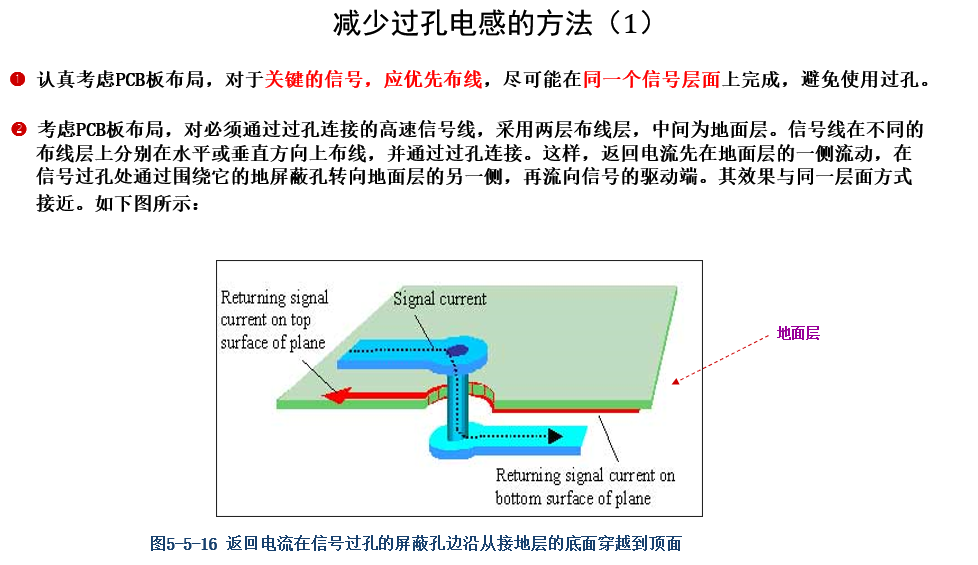 减少过孔电感的方法（1）
❶ 认真考虑PCB板布局，对于关键的信号，应优先布线，尽可能在同一个信号层面上完成，避免使用过孔。
❷ 考虑PCB板布局，对必须通过过孔连接的高速信号线，采用两层布线层，中间为地面层。信号线在不同的
布线层上分别在水平或垂直方向上布线，并通过过孔连接。这样，返回电流先在地面层的一侧流动，在
信号过孔处通过围绕它的地屏蔽孔转向地面层的另一侧，再流向信号的驱动端。其效果与同一层面方式
接近。如下图所示：
Returning signal
current on top
surface of plane
Signal current
地面层
Returning signal current on
bottom surface of plane
图5-5-16 返回电流在信号过孔的屏蔽孔边沿从接地层的底面穿越到顶面